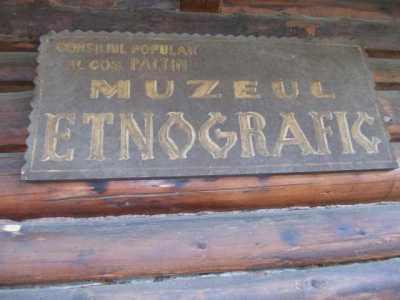 CONSILIUL POPULAR
AL COM. PALTIN
MUZEUL
ETNOGRAFIC